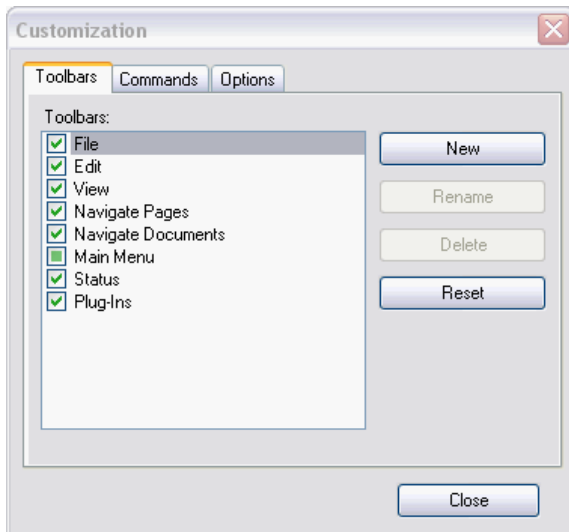 Customization
Toolbars
Commands
Options
Toolbars:
File
Edit
View
Navigate Pages
Navigate Documents
Main Menu
Status
Plug-Ins
New
Rename
Delete
Reset
Close